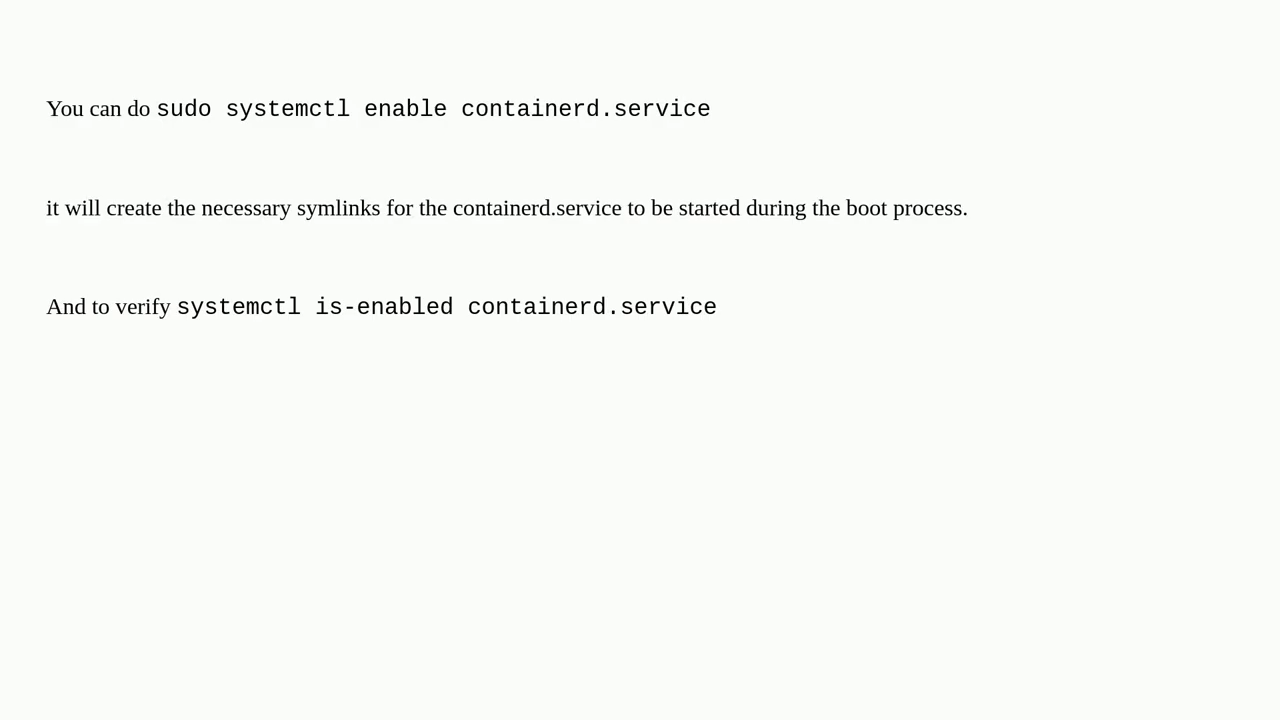 You can do sudo systemctl enable containerd.service
it will create the necessary symlinks for the containerd.service to be started during the boot process.
And to verify systemctl is-enabled containerd.service